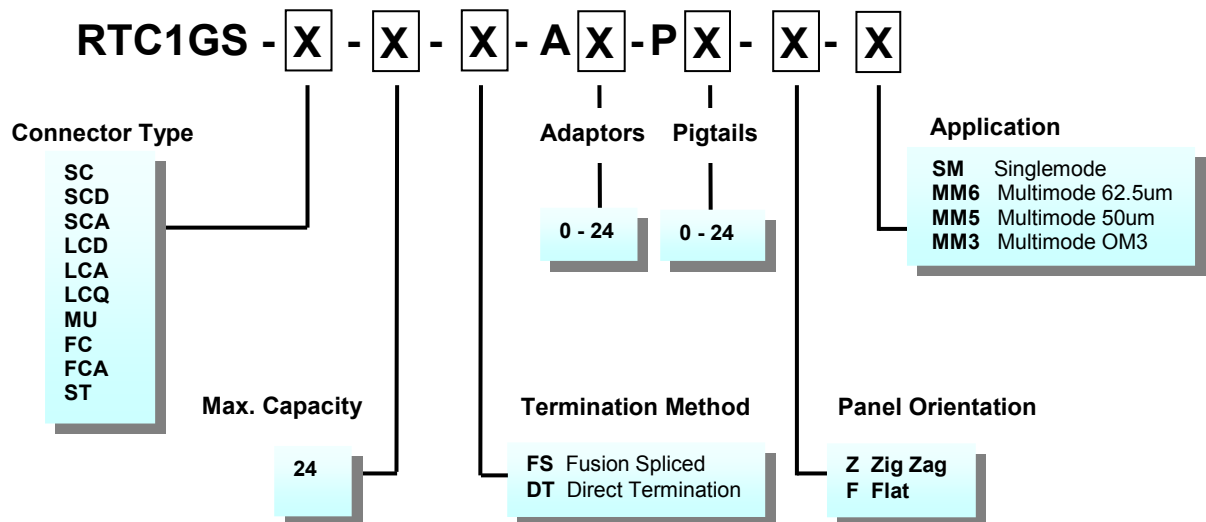 RTC1GS - X - X - X - A X - P X - X - X
Connector Type
SC
SCD
SCA
LCD
LCA
LCQ
MU
FC
FCA
ST
Max. Capacity
24
Termination Method
FS Fusion Spliced
DT Direct Termination
Adaptors
0 - 24
Pigtails
0 - 24
Panel Orientation
Z Zig Zag
F Flat
Application
SM Singlemode
MM6 Multimode 62.5um
MM5 Multimode 50um
MM3 Multimode OM3